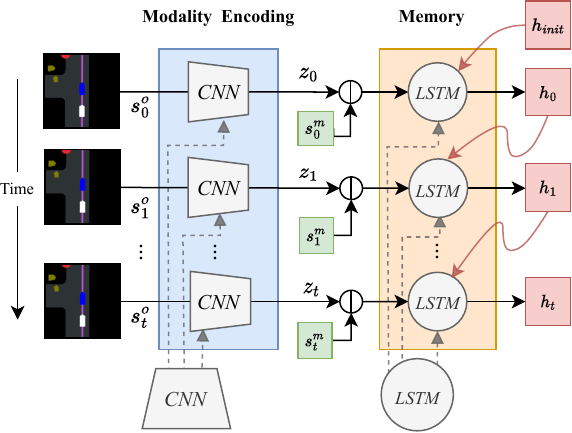 Modality Encoding Memory
h_{init}
s_0^o CNN z_0 s_0^m LSTM h_0
Time
s_1^o CNN z_1 s_1^m LSTM h_1
⋮ ⋮
s_t^o CNN z_t s_t^m LSTM h_t
CNN LSTM